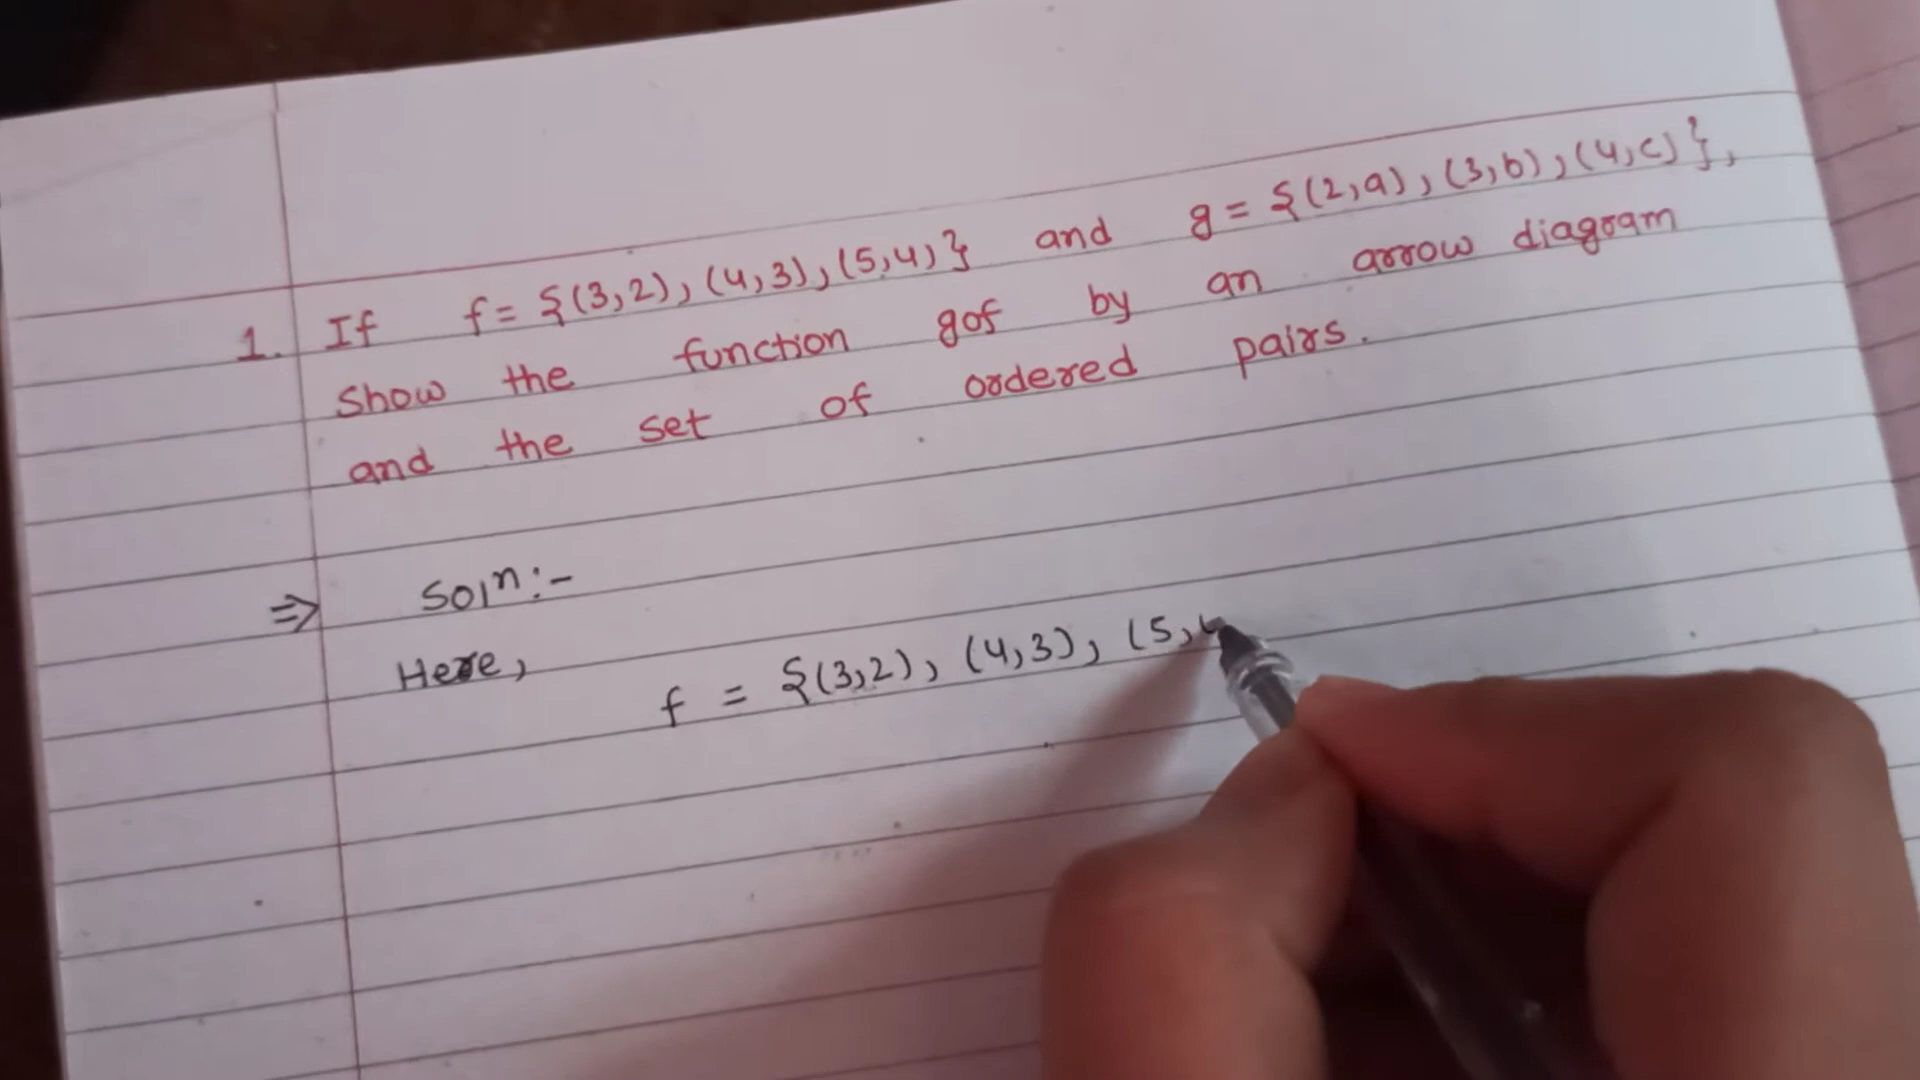 1. If f = {(3,2), (4,3), (5,4)} and g = {(2,a), (3,b), (4,c)},
Show the function gof by an arrow diagram
and the set of ordered pairs.
⇒ Solⁿ:-
Here,
f = {(3,2), (4,3), (5,